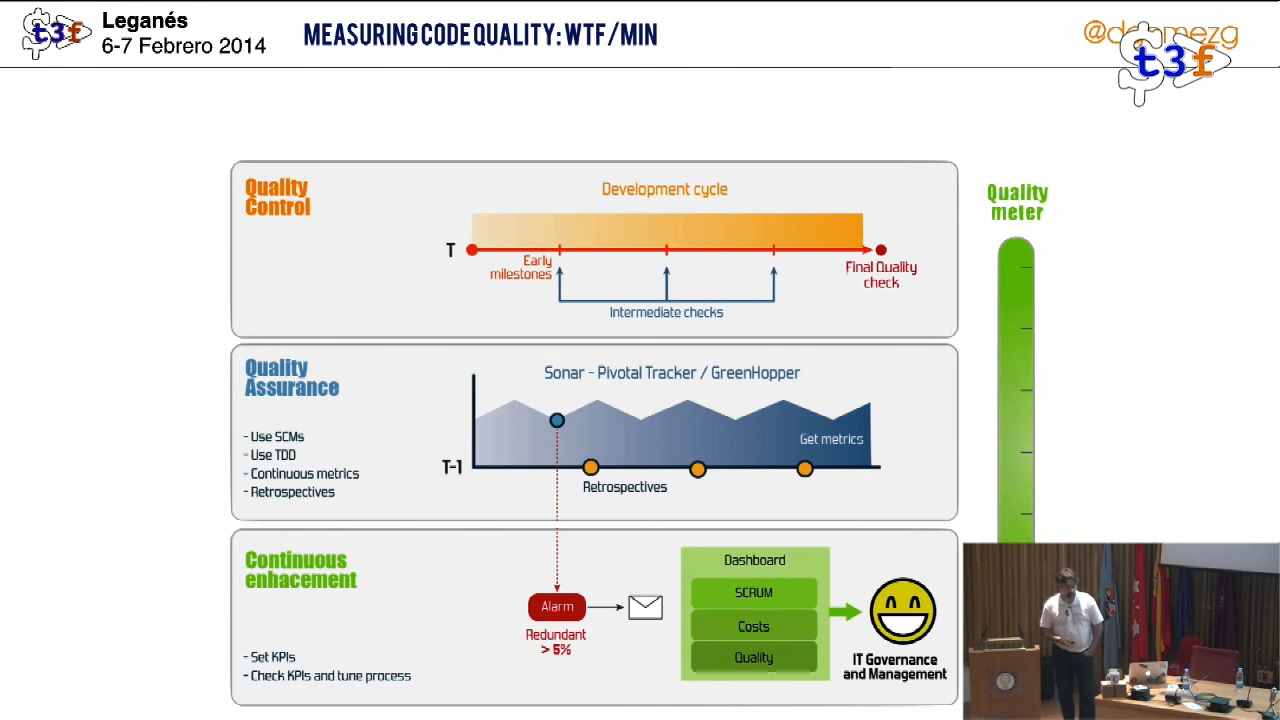 t3f
Leganés
6-7 Febrero 2014
MEASURING CODE QUALITY: WTF/MIN
t3f
Quality
Control
Development cycle
T
Early
milestones
Intermediate checks
Final Quality
check
Quality
meter
Quality
Assurance
- Use SCMs
- Use TDD
- Continuous metrics
- Retrospectives
Sonar - Pivotal Tracker / GreenHopper
Get metrics
T-1
Retrospectives
Continuous
enhacement
- Set KPIs
- Check KPIs and tune process
Alarm
Redundant
> 5%
Dashboard
SCRUM
Costs
Quality
IT Governance
and Management